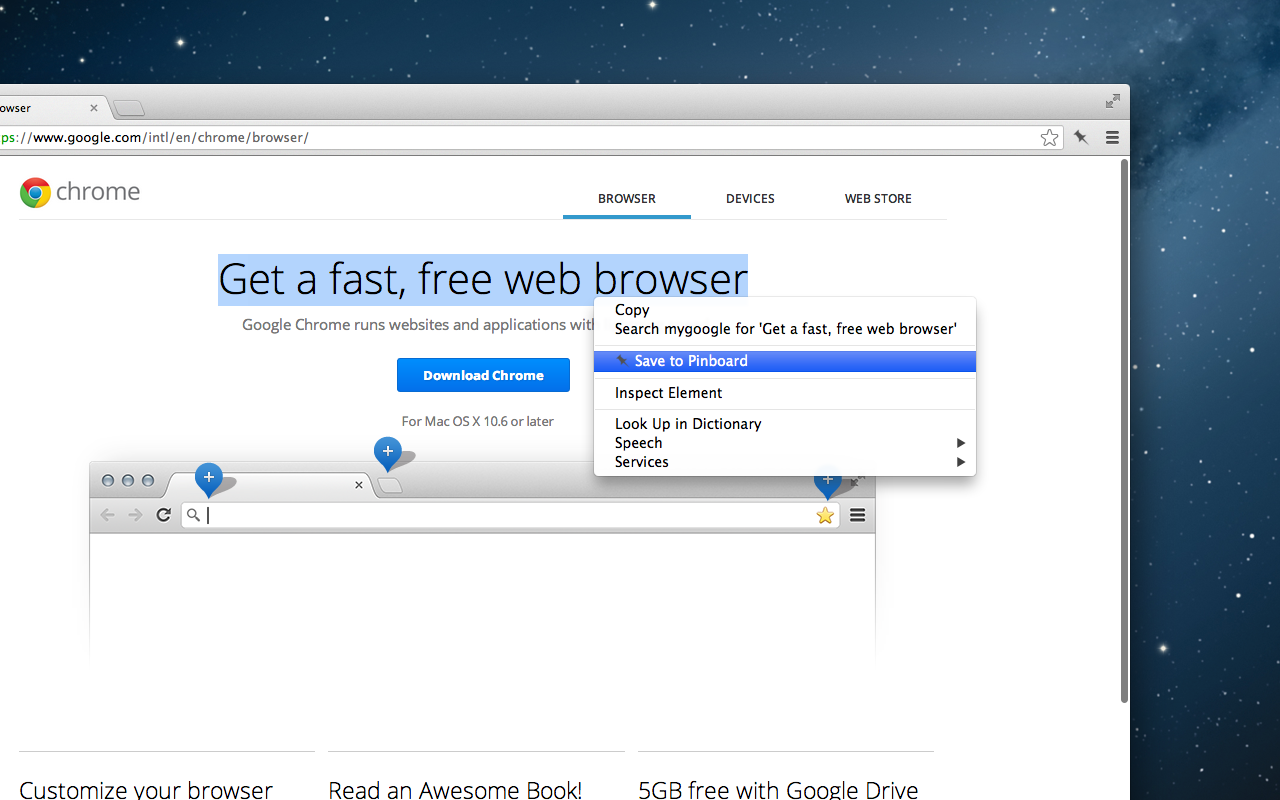 owser
ps://www.google.com/intl/en/chrome/browser/
chrome
BROWSER
DEVICES
WEB STORE
Get a fast, free web browser
Google Chrome runs websites and applications with
Download Chrome
For Mac OS X 10.6 or later
Copy
Search mygoogle for 'Get a fast, free web browser'
Save to Pinboard
Inspect Element
Look Up in Dictionary
Speech
Services
Customize your browser
Read an Awesome Book!
5GB free with Google Drive